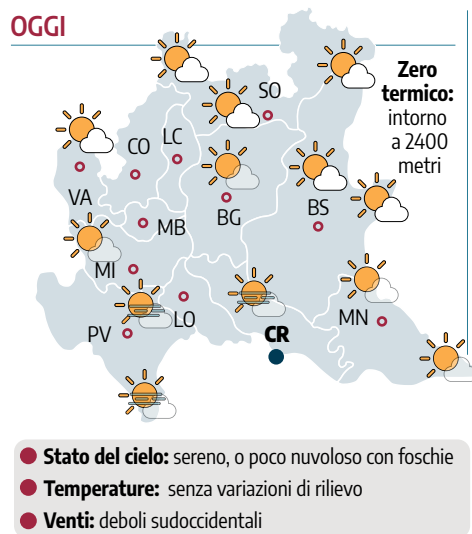 OGGI
SO
Zero
termico:
intorno
a 2400
metri
CO
LC
VA
BG
BS
MB
MI
LO
PV
CR
MN
Stato del cielo: sereno, o poco nuvoloso con foschie
Temperature: senza variazioni di rilievo
Venti: deboli sudoccidentali